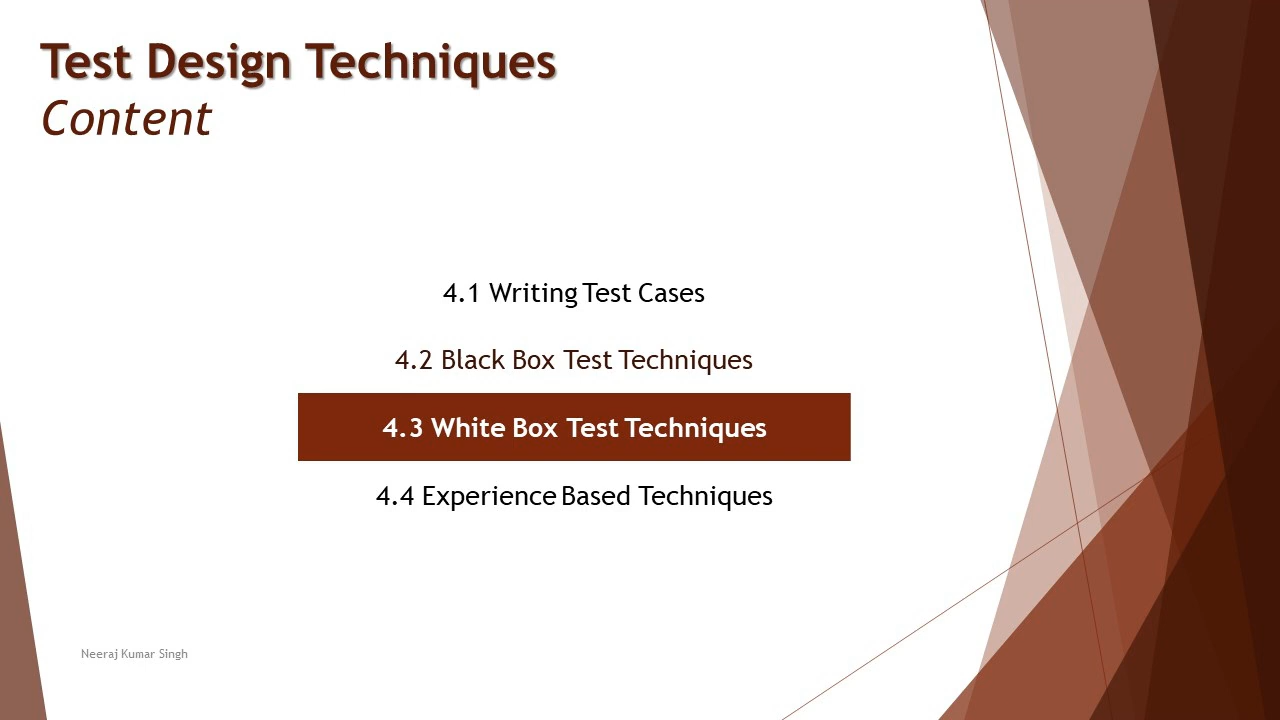 Test Design Techniques
Content
4.1 Writing Test Cases
4.2 Black Box Test Techniques
4.3 White Box Test Techniques
4.4 Experience Based Techniques
Neeraj Kumar Singh